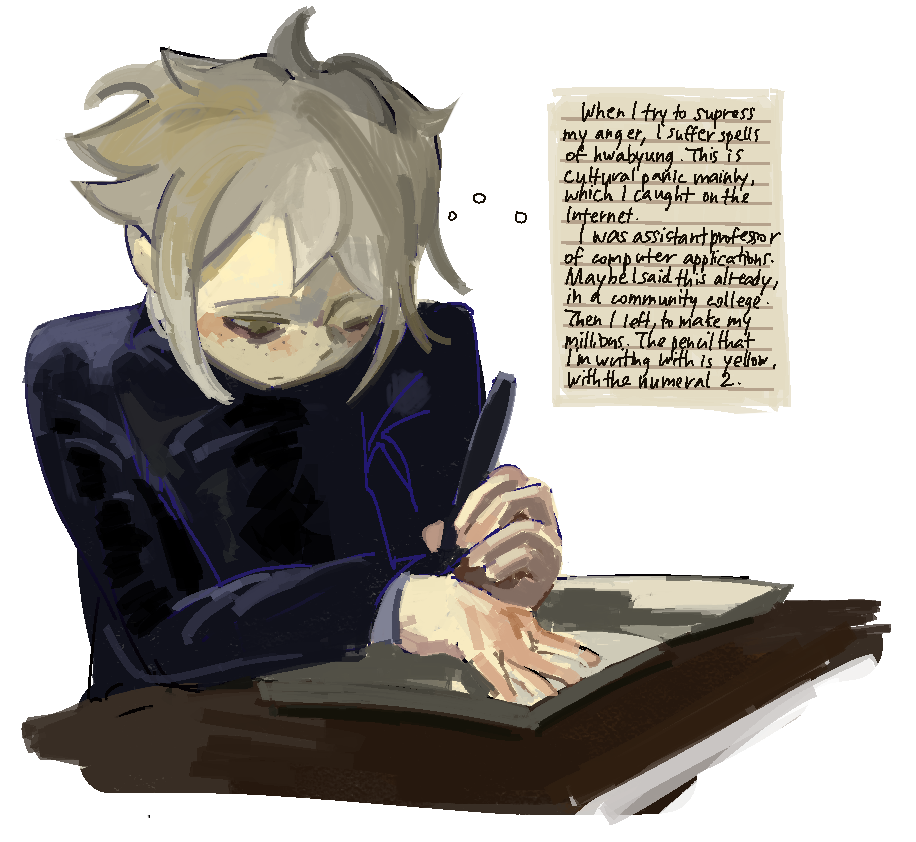 When I try to supress
my anger, I suffer spells
of hwabyung. This is
cultural panic mainly,
which I caught on the
Internet.
I was assistant professor
of computer applications.
Maybe I said this already,
in a community college.
Then I left, to make my
millions. The pencil that
I'm writing with is yellow,
with the numeral 2.